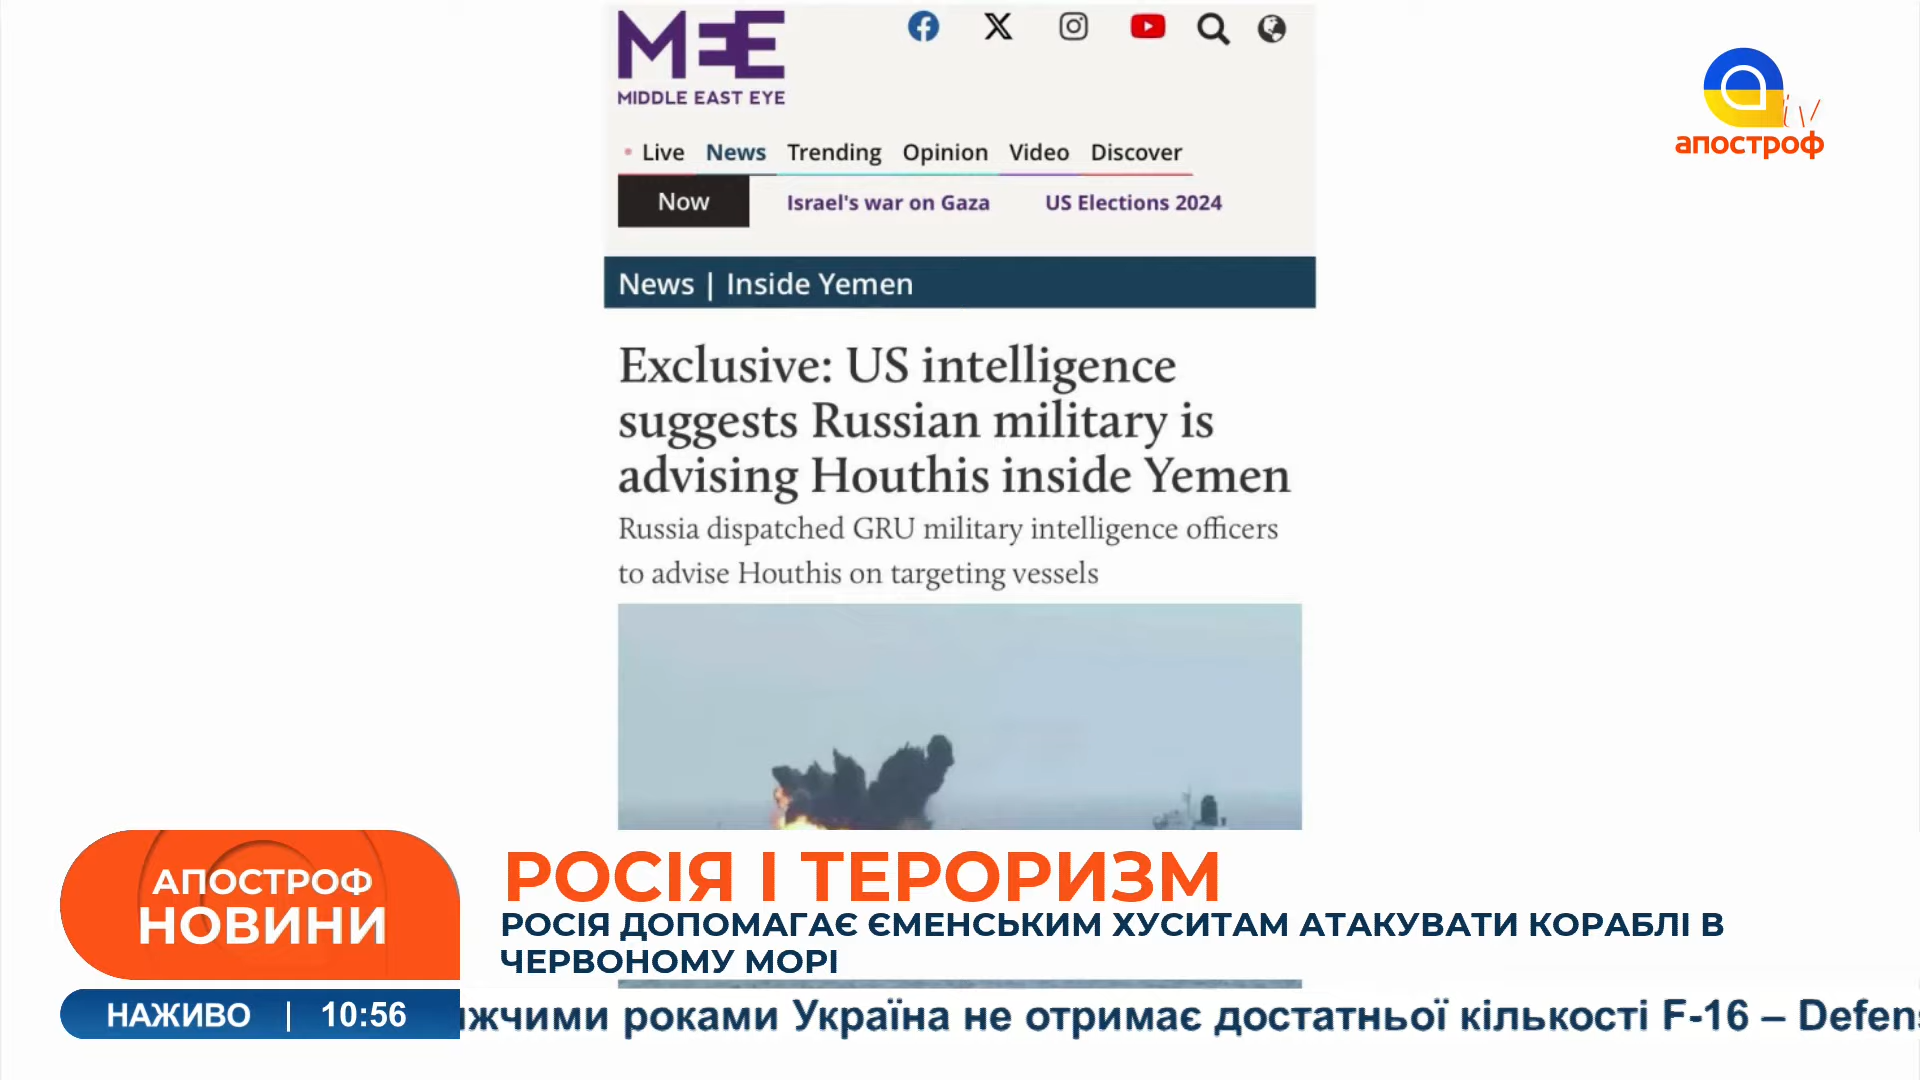 MEE
MIDDLE EAST EYE
Live News Trending Opinion Video Discover
Now Israel's war on Gaza US Elections 2024
News | Inside Yemen
Exclusive: US intelligence
suggests Russian military is
advising Houthis inside Yemen
Russia dispatched GRU military intelligence officers
to advise Houthis on targeting vessels
tv
апостроф
АПОСТРОФ
НОВИНИ
РОСІЯ І ТЕРОРИЗМ
РОСІЯ ДОПОМАГАЄ ЄМЕНСЬКИМ ХУСИТАМ АТАКУВАТИ КОРАБЛІ В
ЧЕРВОНОМУ МОРІ
НАЖИВО | 10:56
роками Україна не отримає достатньої кількості F-16 –